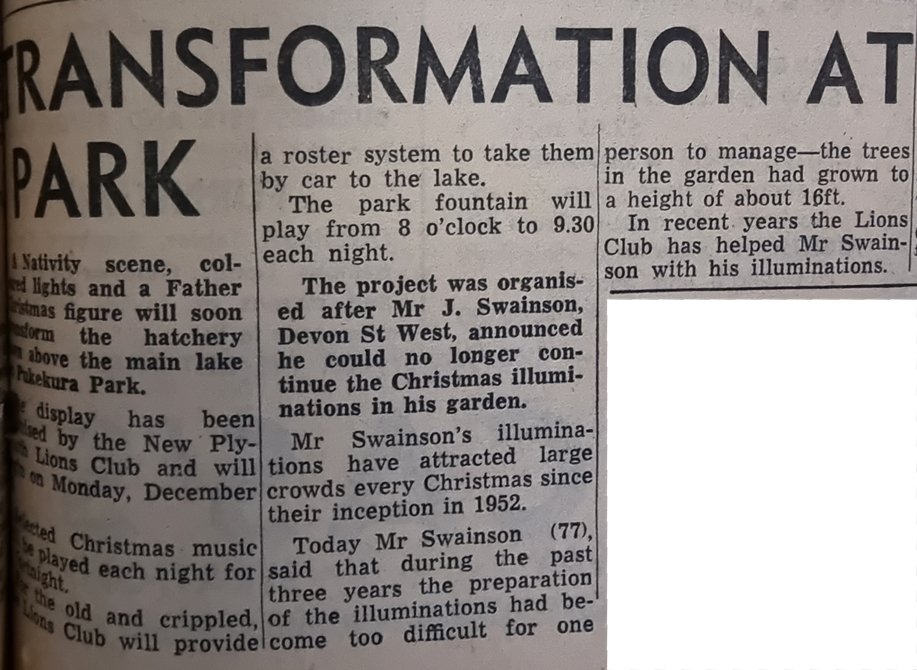 TRANSFORMATION AT
PARK
A Nativity scene, col-
lights and a Father
figure will soon
the hatchery
above the main lake
Pukekura Park.
display has been
by the New Ply-
Lions Club and will
on Monday, December
Christmas music
be played each night for
the old and crippled,
Lions Club will provide
a roster system to take them
by car to the lake.
The park fountain will
play from 8 o'clock to 9.30
each night.
The project was organis-
ed after Mr J. Swainson,
Devon St West, announced
he could no longer con-
tinue the Christmas illumi-
nations in his garden.
Mr Swainson's illumina-
tions have attracted large
crowds every Christmas since
their inception in 1952.
Today Mr Swainson (77),
said that during the past
three years the preparation
of the illuminations had be-
come too difficult for one
person to manage—the trees
in the garden had grown to
a height of about 16ft.
In recent years the Lions
Club has helped Mr Swain-
son with his illuminations.